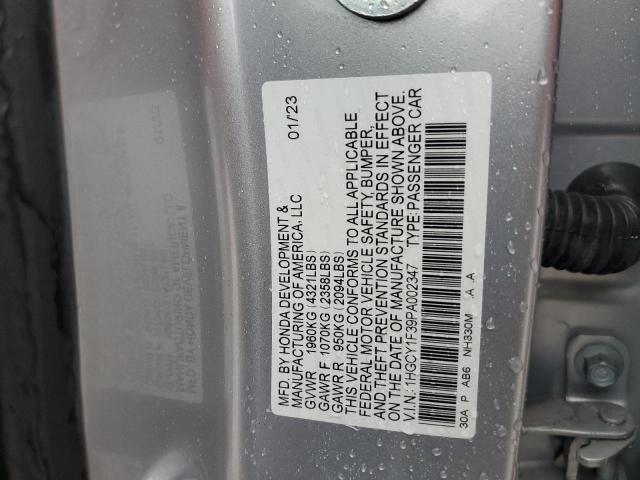 MFD. BY HONDA DEVELOPMENT &
MANUFACTURING OF AMERICA, LLC 01/'23
GVWR 1960KG (4321LBS)
GAWR F 1070KG (2358LBS)
GAWR R 950KG (2094LBS)
THIS VEHICLE CONFORMS TO ALL APPLICABLE
FEDERAL MOTOR VEHICLE SAFETY, BUMPER,
AND THEFT PREVENTION STANDARDS IN EFFECT
ON THE DATE OF MANUFACTURE SHOWN ABOVE.
V.I.N.: 1HGCY1F39PA002347 TYPE: PASSENGER CAR
30A P AB6 NH830M A A